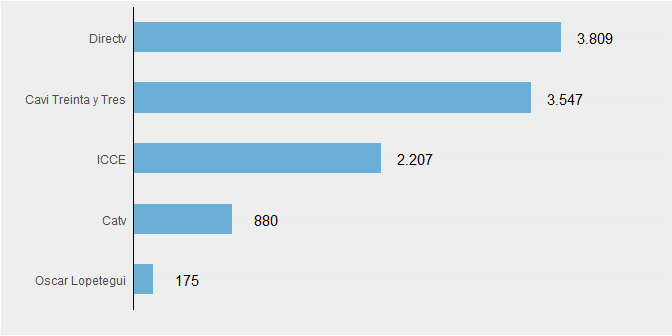 Directv 3.809
Cavi Treinta y Tres 3.547
ICCE 2.207
Catv 880
Oscar Lopetegui 175